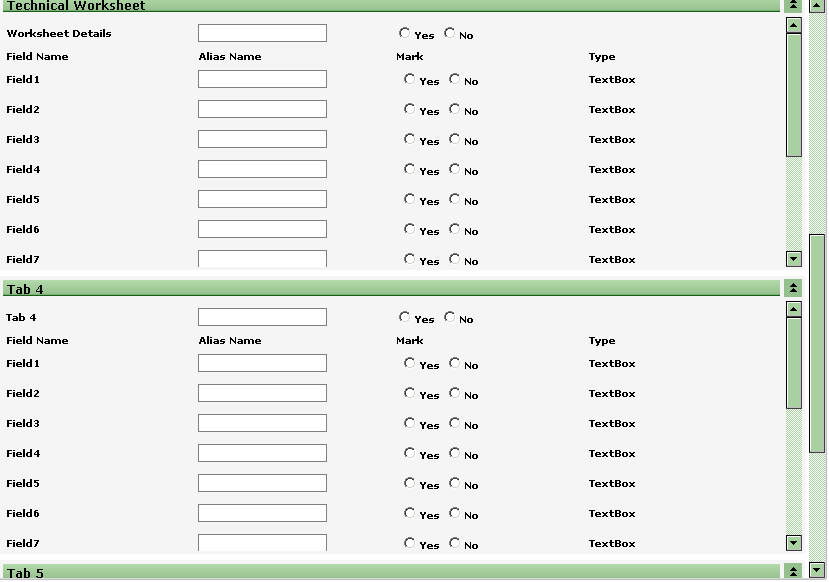 Technical Worksheet
Worksheet Details Yes No
Field Name Alias Name Mark Type
Field1 Yes No TextBox
Field2 Yes No TextBox
Field3 Yes No TextBox
Field4 Yes No TextBox
Field5 Yes No TextBox
Field6 Yes No TextBox
Field7 Yes No TextBox
Tab 4
Tab 4 Yes No
Field Name Alias Name Mark Type
Field1 Yes No TextBox
Field2 Yes No TextBox
Field3 Yes No TextBox
Field4 Yes No TextBox
Field5 Yes No TextBox
Field6 Yes No TextBox
Field7 Yes No TextBox
Tab 5